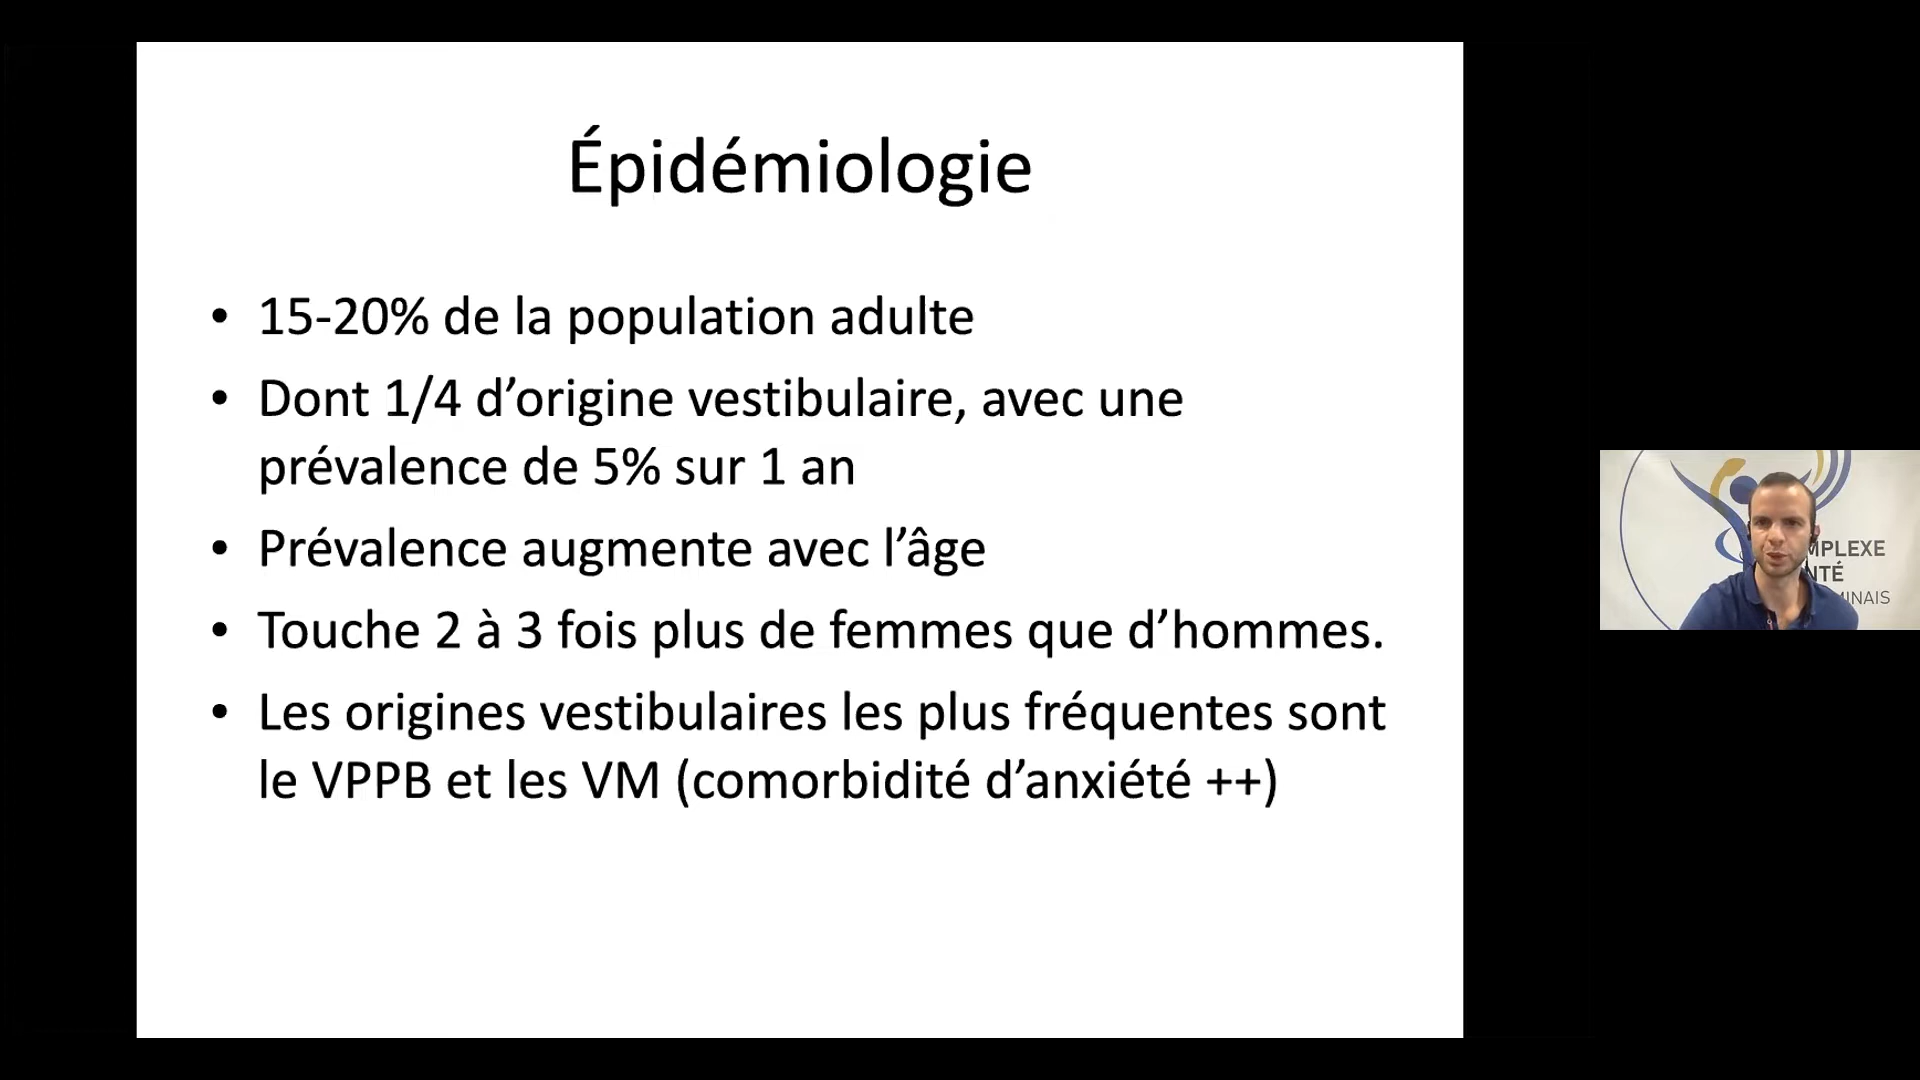 Épidémiologie
• 15-20% de la population adulte
• Dont 1/4 d’origine vestibulaire, avec une
prévalence de 5% sur 1 an
• Prévalence augmente avec l’âge
• Touche 2 à 3 fois plus de femmes que d’hommes.
• Les origines vestibulaires les plus fréquentes sont
le VPPB et les VM (comorbidité d’anxiété ++)